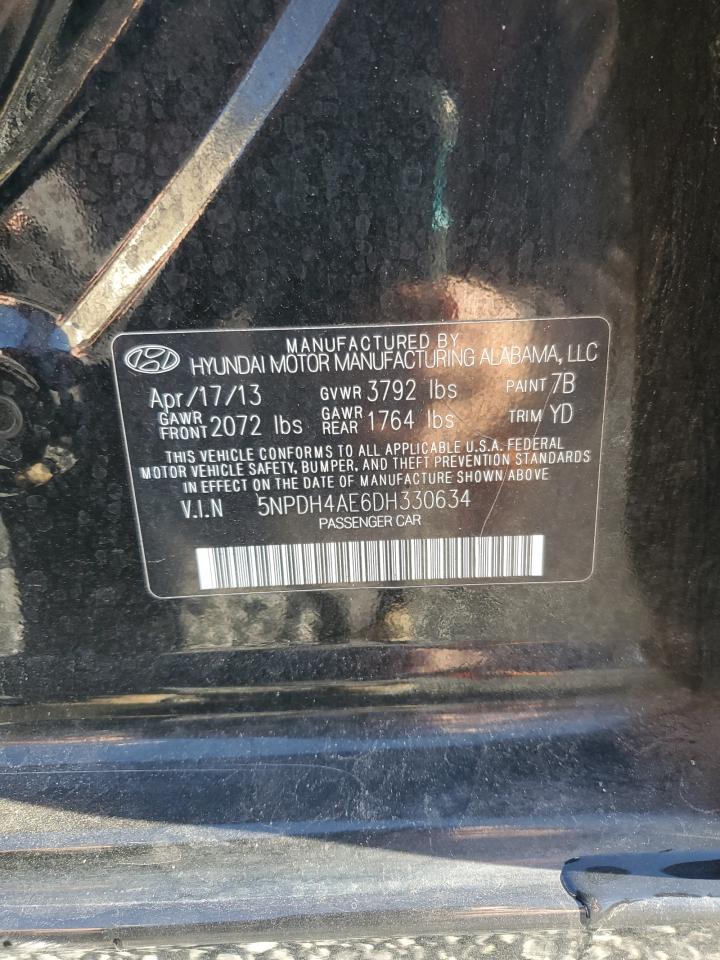 MANUFACTURED BY
HYUNDAI MOTOR MANUFACTURING ALABAMA, LLC
Apr/17/13 GVWR 3792 lbs PAINT 7B
GAWR FRONT 2072 lbs GAWR REAR 1764 lbs TRIM YD
THIS VEHICLE CONFORMS TO ALL APPLICABLE U.S.A. FEDERAL
MOTOR VEHICLE SAFETY, BUMPER, AND THEFT PREVENTION STANDARDS
IN EFFECT ON THE DATE OF MANUFACTURE SHOWN ABOVE
V.I.N 5NPDH4AE6DH330634
PASSENGER CAR